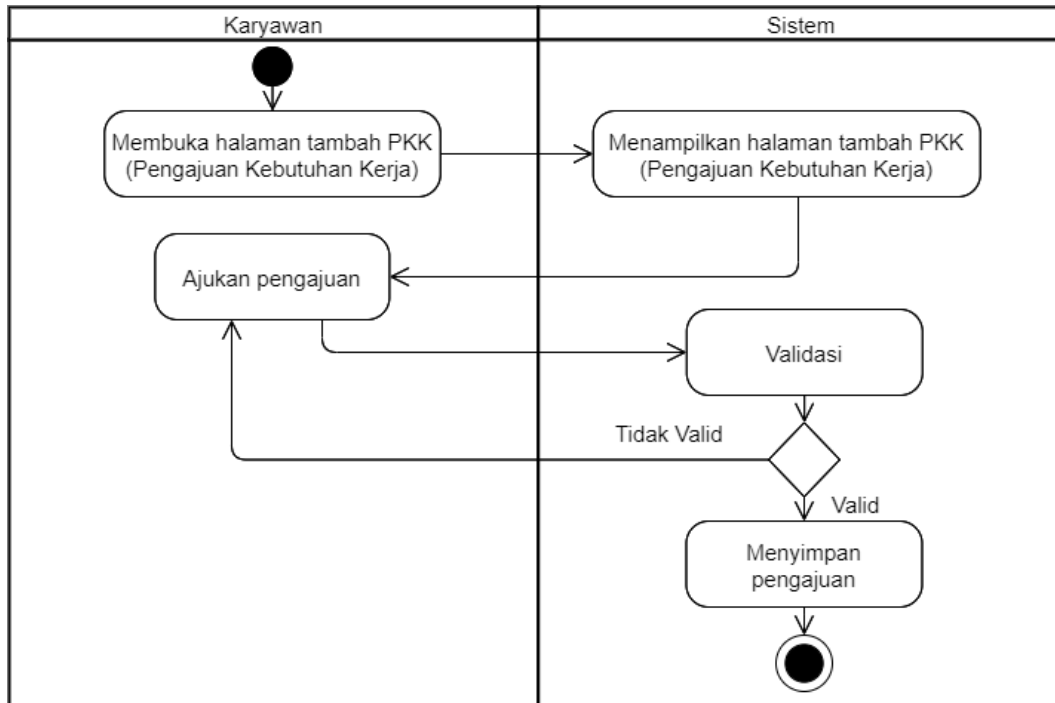 Karyawan
Sistem
Membuka halaman tambah PKK
(Pengajuan Kebutuhan Kerja)
Menampilkan halaman tambah PKK
(Pengajuan Kebutuhan Kerja)
Ajukan pengajuan
Validasi
Tidak Valid
Valid
Menyimpan
pengajuan